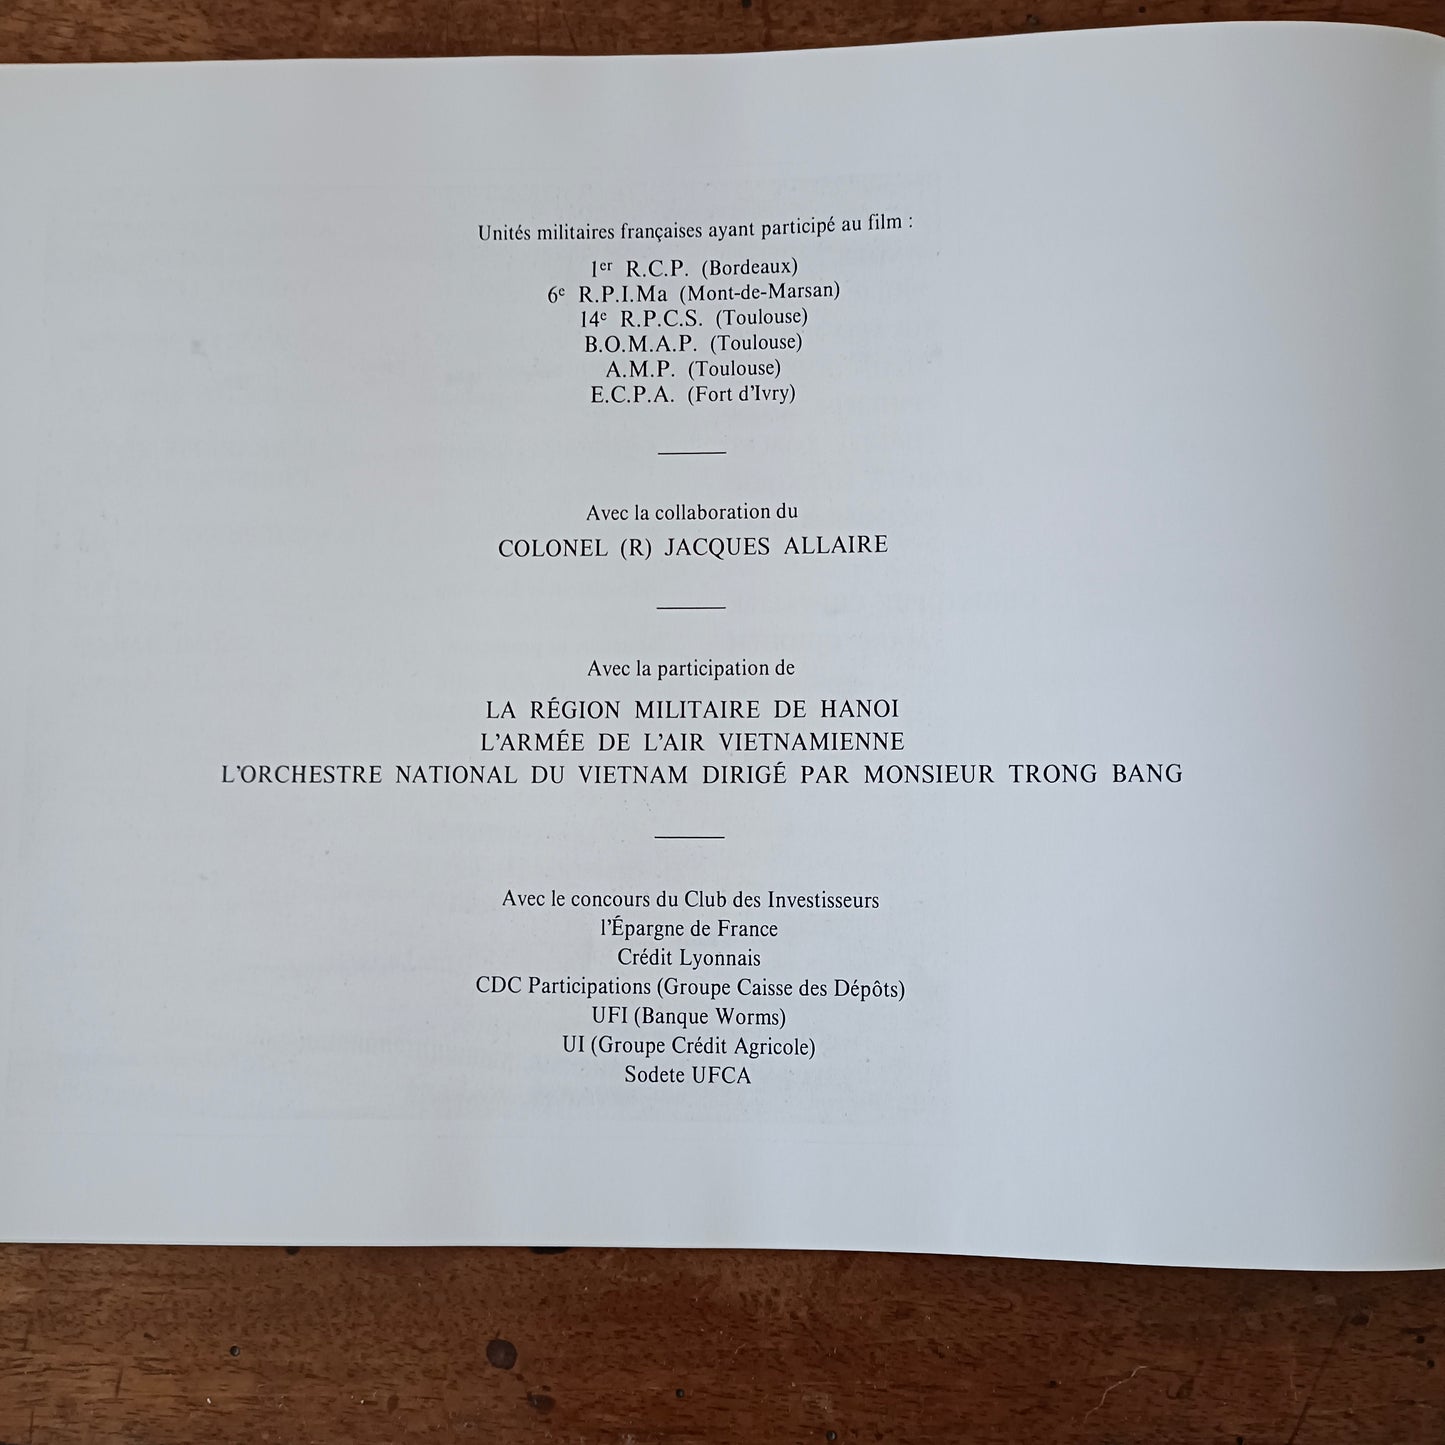 Unités militaires françaises ayant participé au film :
1er R.C.P. (Bordeaux)
6e R.P.I.Ma (Mont-de-Marsan)
14e R.P.C.S. (Toulouse)
B.O.M.A.P. (Toulouse)
A.M.P. (Toulouse)
E.C.P.A. (Fort d'Ivry)
Avec la collaboration du
COLONEL (R) JACQUES ALLAIRE
Avec la participation de
LA RÉGION MILITAIRE DE HANOI
L'ARMÉE DE L'AIR VIETNAMIENNE
L'ORCHESTRE NATIONAL DU VIETNAM DIRIGÉ PAR MONSIEUR TRONG BANG
Avec le concours du Club des Investisseurs
l'Épargne de France
Crédit Lyonnais
CDC Participations (Groupe Caisse des Dépôts)
UFI (Banque Worms)
UI (Groupe Crédit Agricole)
Sodete UFCA